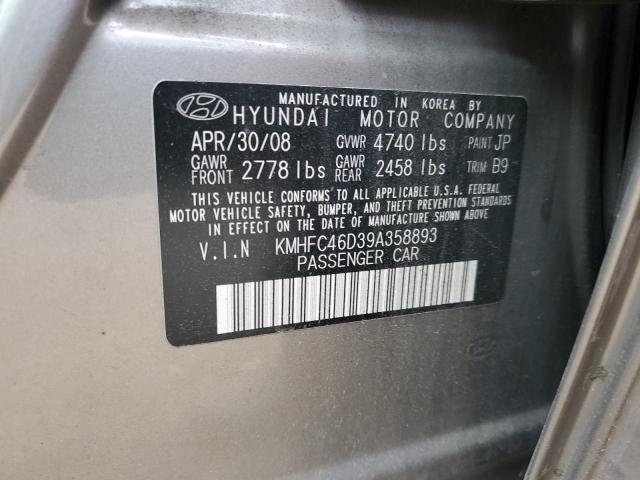 MANUFACTURED IN KOREA BY
HYUNDAI MOTOR COMPANY
APR/30/08 GVWR 4740 lbs PAINT JP
GAWR FRONT 2778 lbs GAWR REAR 2458 lbs TRIM B9
THIS VEHICLE CONFORMS TO ALL APPLICABLE U.S.A. FEDERAL
MOTOR VEHICLE SAFETY, BUMPER, AND THEFT PREVENTION STANDARDS
IN EFFECT ON THE DATE OF MANUFACTURE SHOWN ABOVE.
V.I.N KMHFC46D39A358893
PASSENGER CAR